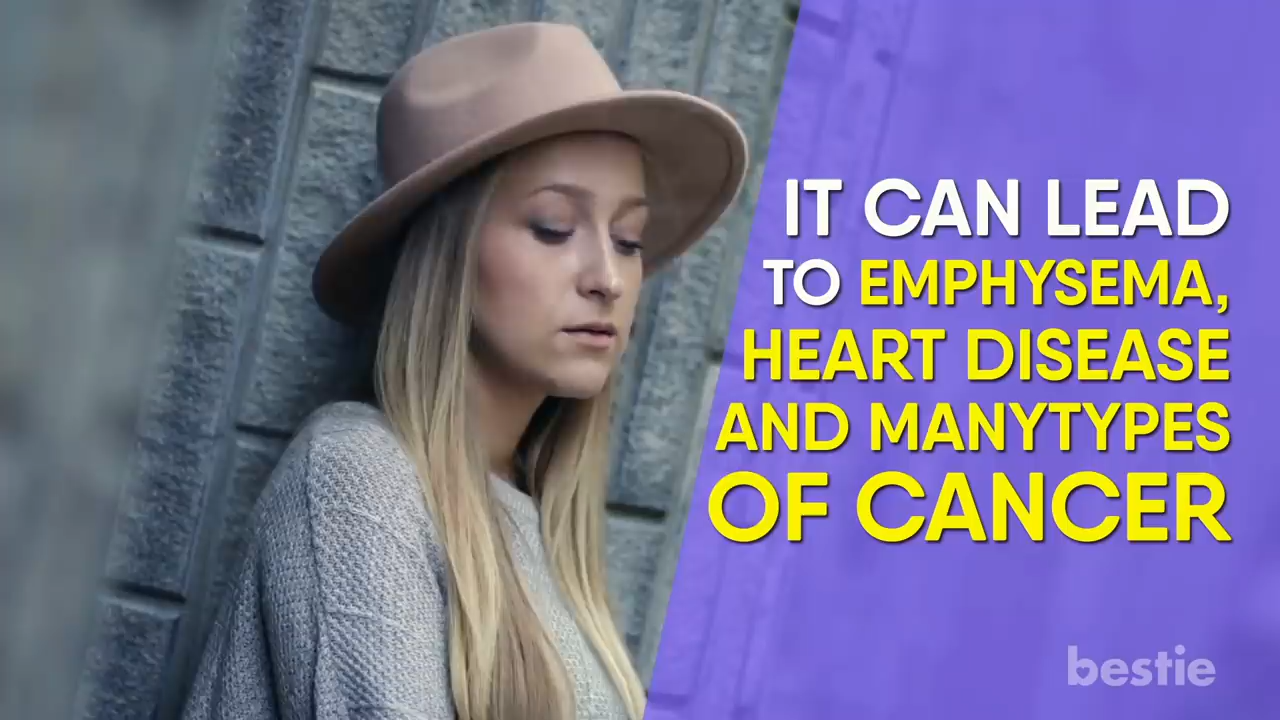 IT CAN LEAD
TO EMPHYSEMA,
HEART DISEASE
AND MANYTYPES
OF CANCER
bestie